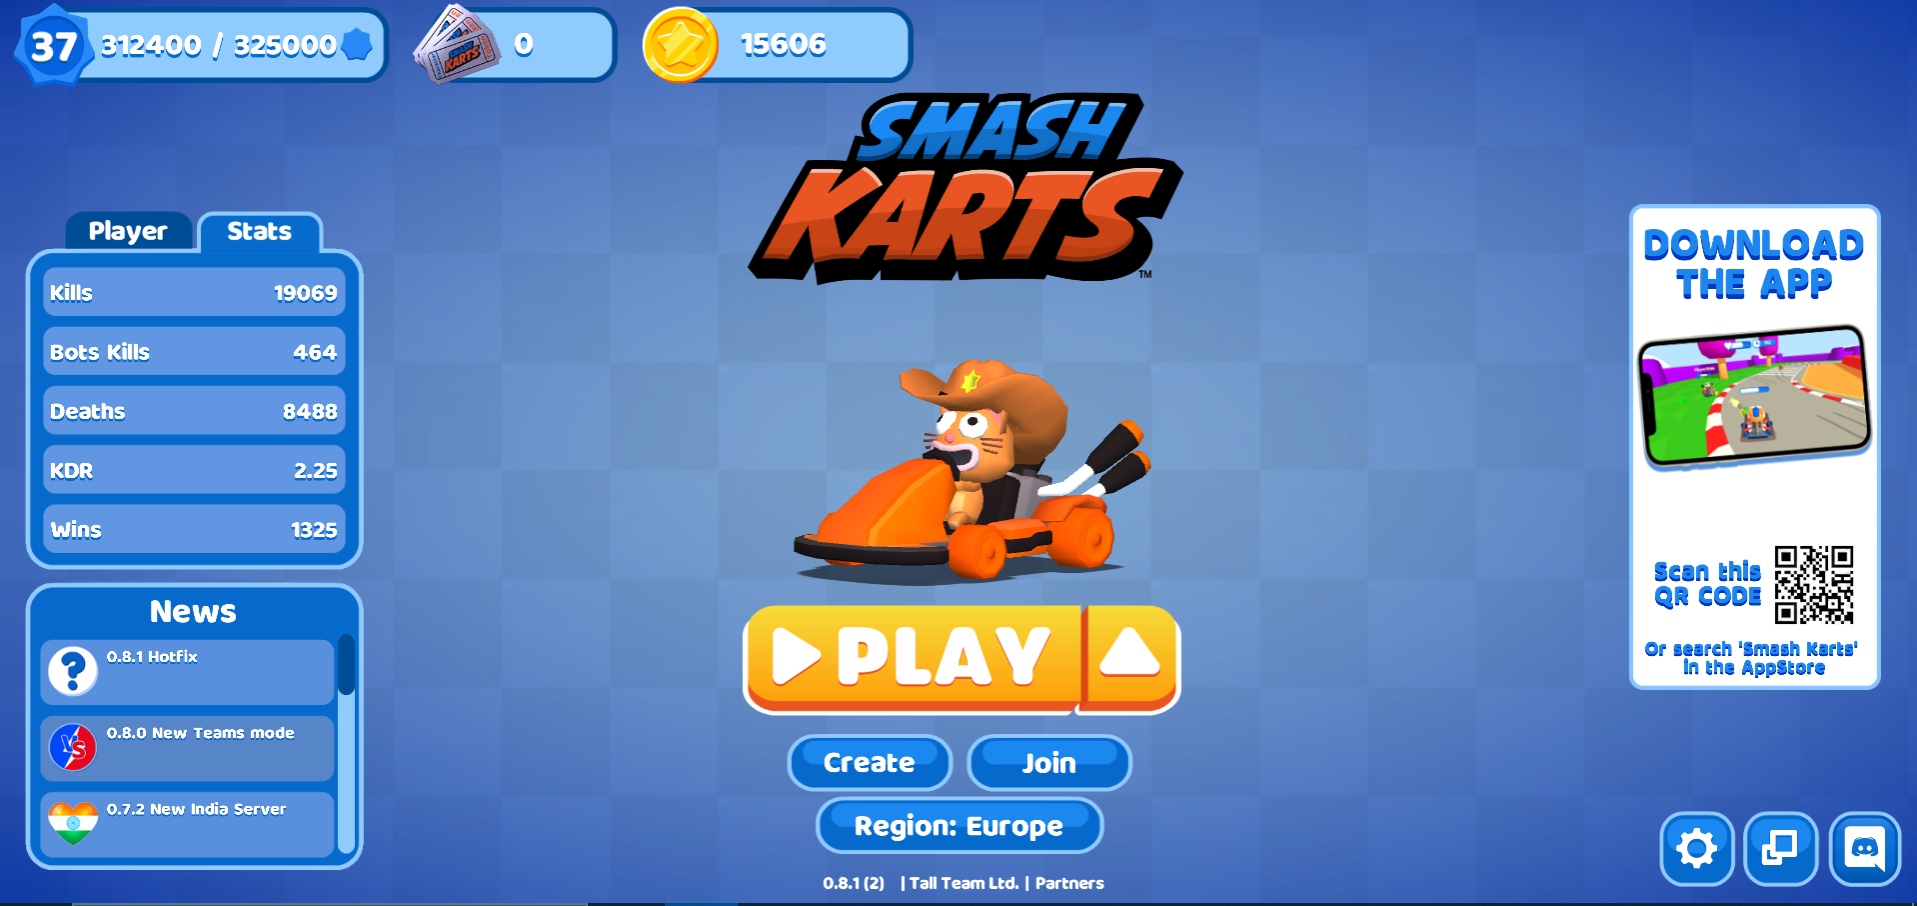 37
312400 / 325000
0
15606
SMASH
KARTS
TM
Player
Stats
Kills 19069
Bots Kills 464
Deaths 8488
KDR 2.25
Wins 1325
News
0.8.1 Hotfix
VS
0.8.0 New Teams mode
0.7.2 New India Server
PLAY
Create
Join
Region: Europe
0.8.1 (2) | Tall Team Ltd. | Partners
DOWNLOAD
THE APP
Scan this
QR CODE
Or search 'Smash Karts'
in the AppStore